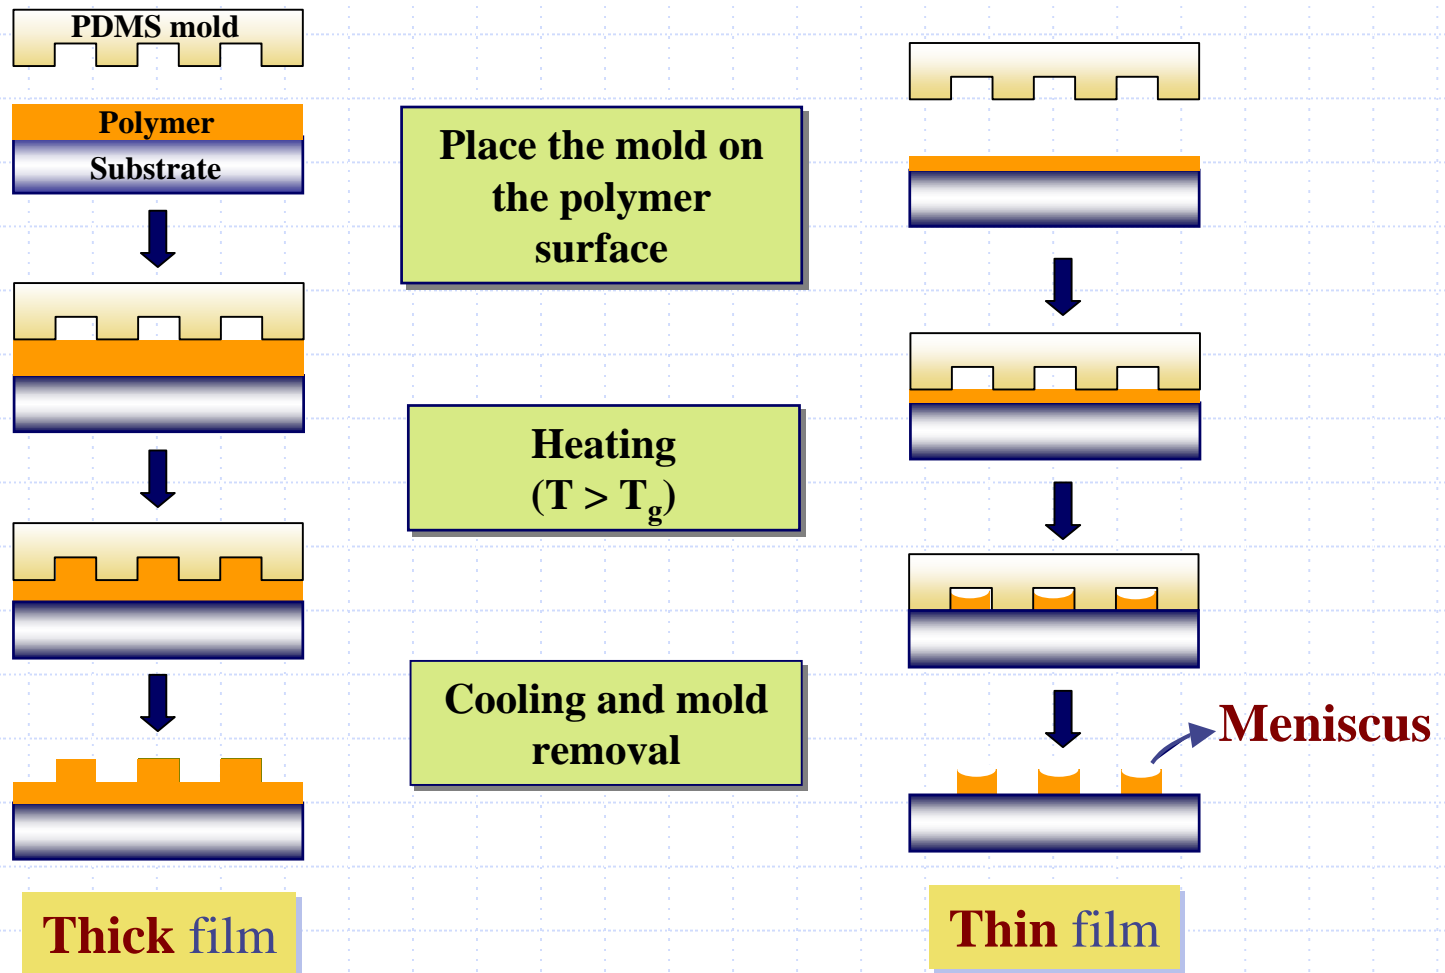 PDMS mold
Polymer
Substrate
Place the mold on
the polymer
surface
Heating
(T > Tg)
Cooling and mold
removal
Meniscus
Thick film
Thin film